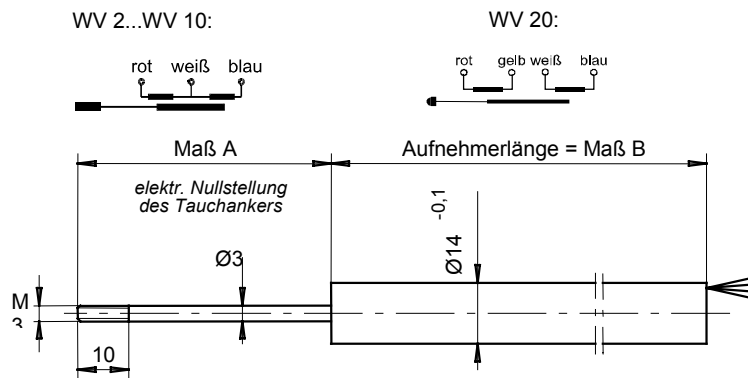 WV 2...WV 10:
WV 20:
rot weiß blau
rot gelb weiß blau
Maß A
Aufnehmerlänge = Maß B
elektr. Nullstellung
des Tauchankers
-0,1
Ø14
Ø3
M
10